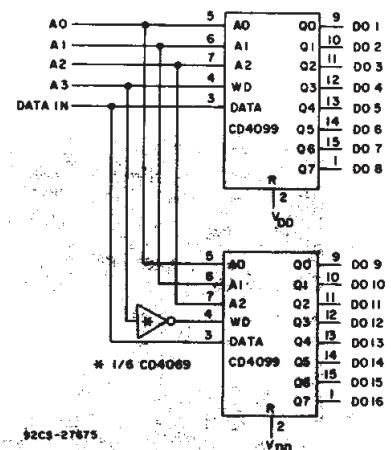 A0 5 A0 Q0 9 DO 1
A1 6 A1 Q1 10 DO 2
A2 7 A2 Q2 11 DO 3
A3 4 WD Q3 12 DO 4
DATA IN 3 DATA Q4 13 DO 5
CD4099 Q5 14 DO 6
Q6 15 DO 7
Q7 1 DO 8
R
2
VDD
5 A0 Q0 9 DO 9
6 A1 Q1 10 DO 10
7 A2 Q2 11 DO 11
* 4 WD Q3 12 DO 12
3 DATA Q4 13 DO 13
* 1/6 CD4069 CD4099 Q5 14 DO 14
Q6 15 DO 15
Q7 1 DO 16
R
2
VDD
92CS-27675